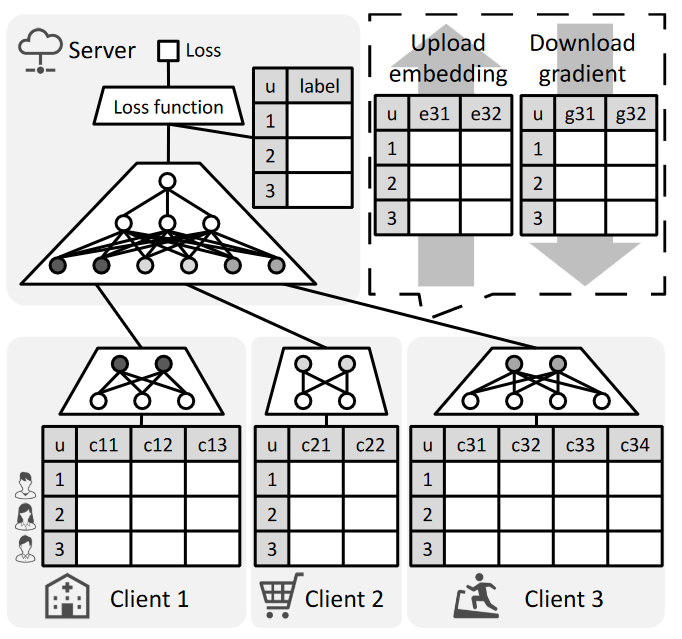 Server
Loss
Loss function
u label
1
2
3
Upload
embedding
u e31 e32
1
2
3
Download
gradient
u g31 g32
1
2
3
u c11 c12 c13
1
2
3
Client 1
u c21 c22
1
2
3
Client 2
u c31 c32 c33 c34
1
2
3
Client 3